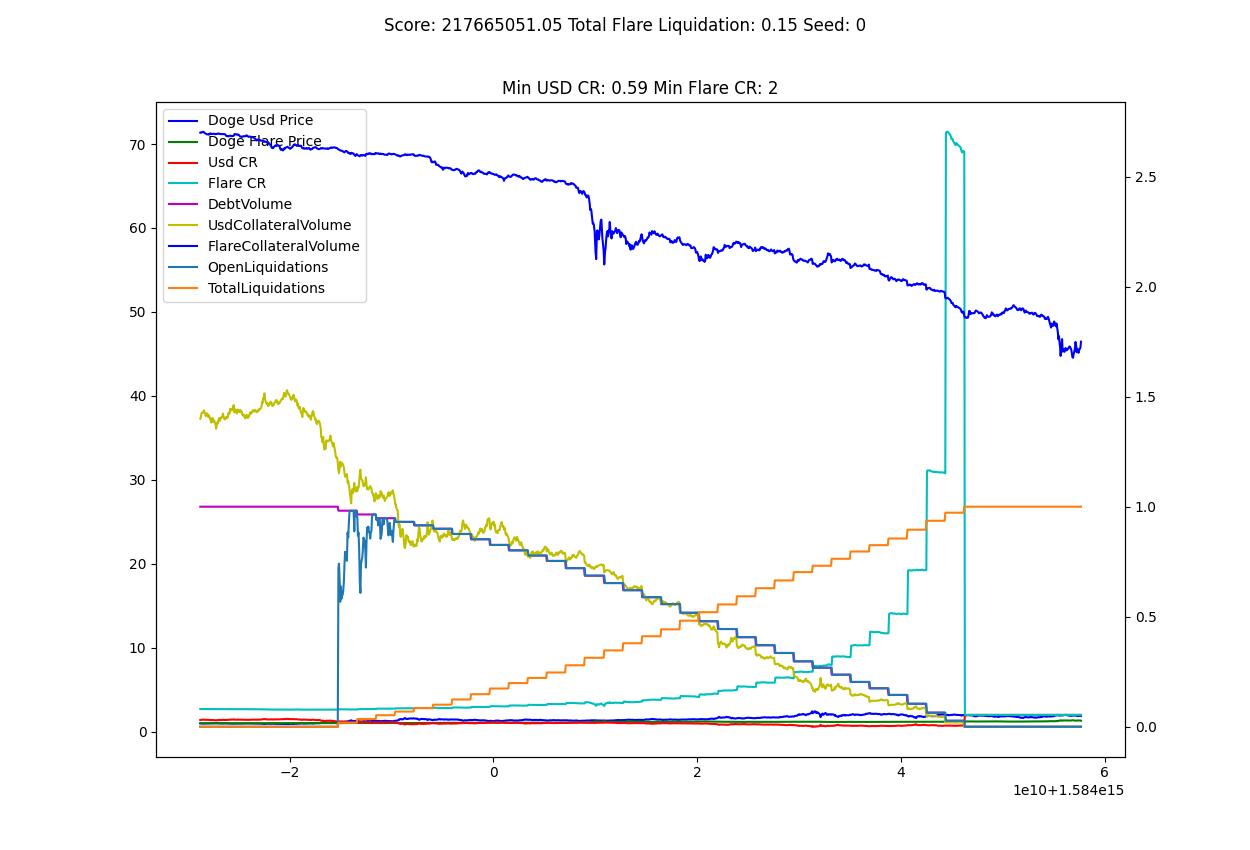 Score: 217665051.05 Total Flare Liquidation: 0.15 Seed: 0
Min USD CR: 0.59 Min Flare CR: 2
Doge Usd Price
Doge Flare Price
Usd CR
Flare CR
DebtVolume
UsdCollateralVolume
FlareCollateralVolume
OpenLiquidations
TotalLiquidations
70
60
50
40
30
20
10
0
2.5
2.0
1.5
1.0
0.5
0.0
−2
0
2
4
6
1e10+1.584e15